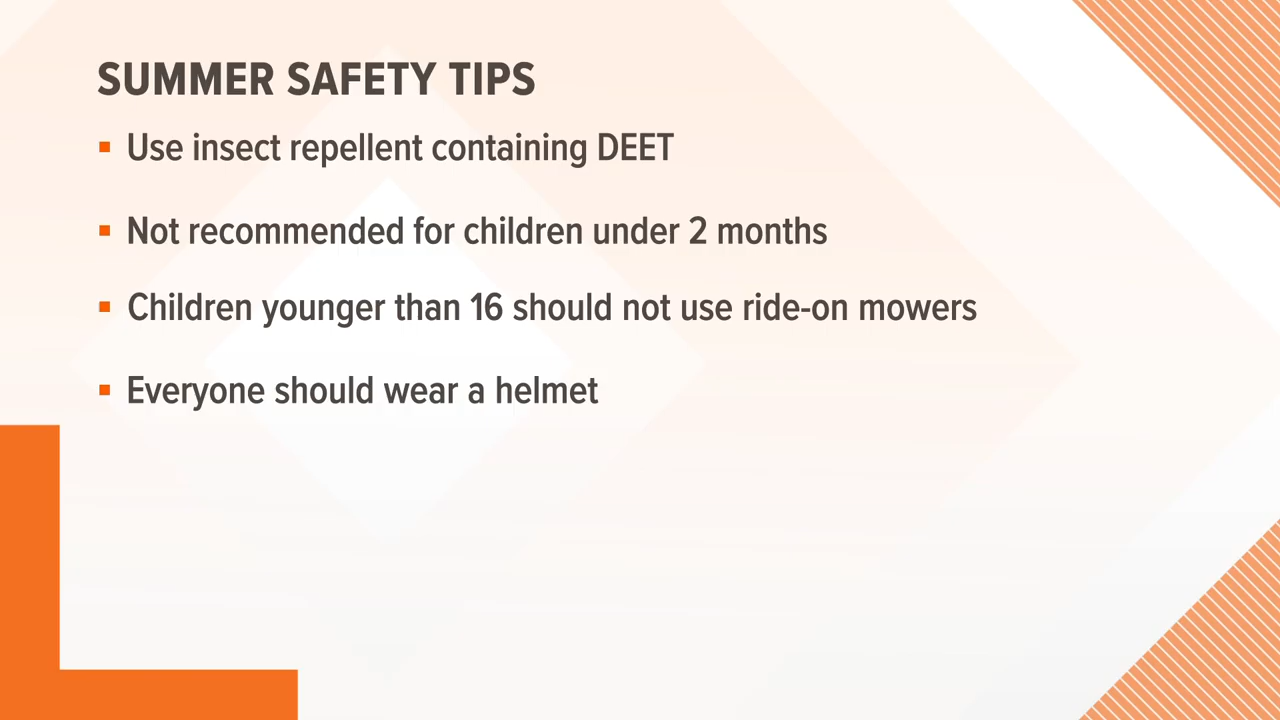 SUMMER SAFETY TIPS
Use insect repellent containing DEET
Not recommended for children under 2 months
Children younger than 16 should not use ride-on mowers
Everyone should wear a helmet